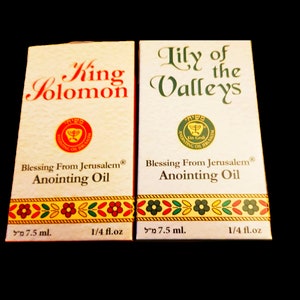 King
Solomon
Blessing From Jerusalem®
Anointing Oil
7.5 מ"ל ml. 1/4 fl.oz
Lily of
the
Valleys
Blessing From Jerusalem®
Anointing Oil
7.5 מ"ל ml. 1/4 fl.oz